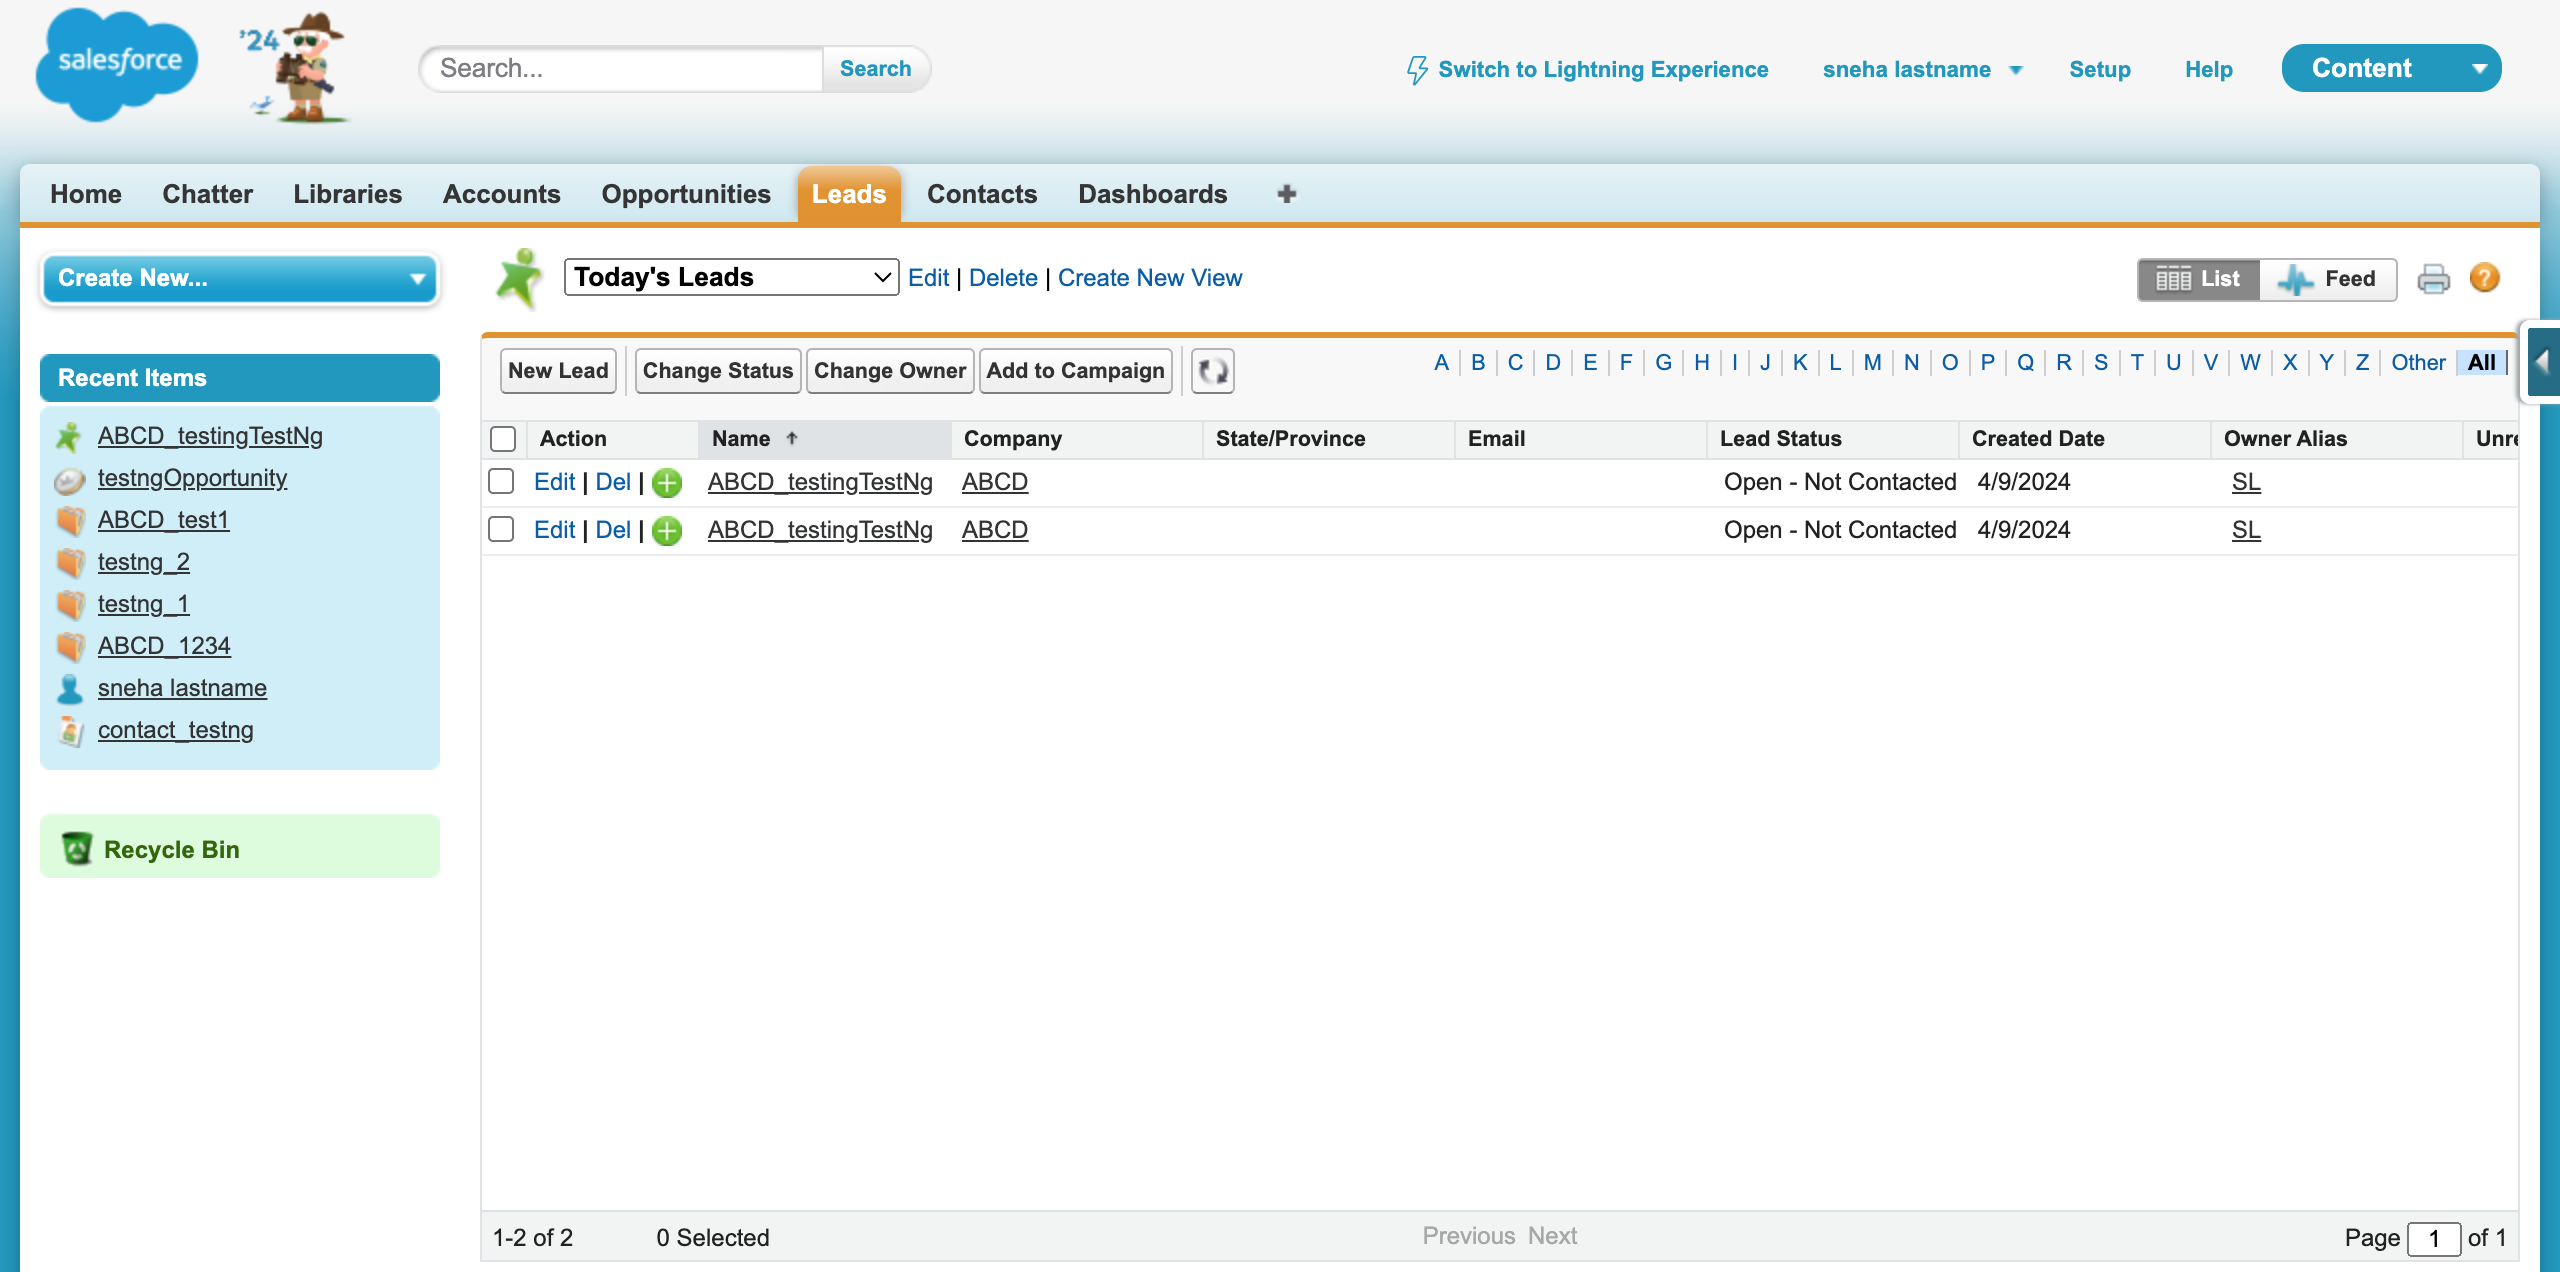 salesforce
'24
Search...
Search
Switch to Lightning Experience
sneha lastname
Setup
Help
Content
Home Chatter Libraries Accounts Opportunities Leads Contacts Dashboards +
Create New...
Today's Leads
Edit | Delete | Create New View
List
Feed
?
Recent Items
ABCD_testingTestNg
testngOpportunity
ABCD_test1
testng_2
testng_1
ABCD_1234
sneha lastname
contact_testng
Recycle Bin
New Lead
Change Status
Change Owner
Add to Campaign
A | B | C | D | E | F | G | H | I | J | K | L | M | N | O | P | Q | R | S | T | U | V | W | X | Y | Z | Other | All |
Action Name Company State/Province Email Lead Status Created Date Owner Alias Unre
Edit | Del | ABCD_testingTestNg ABCD Open - Not Contacted 4/9/2024 SL
Edit | Del | ABCD_testingTestNg ABCD Open - Not Contacted 4/9/2024 SL
1-2 of 2 0 Selected Previous Next Page 1 of 1